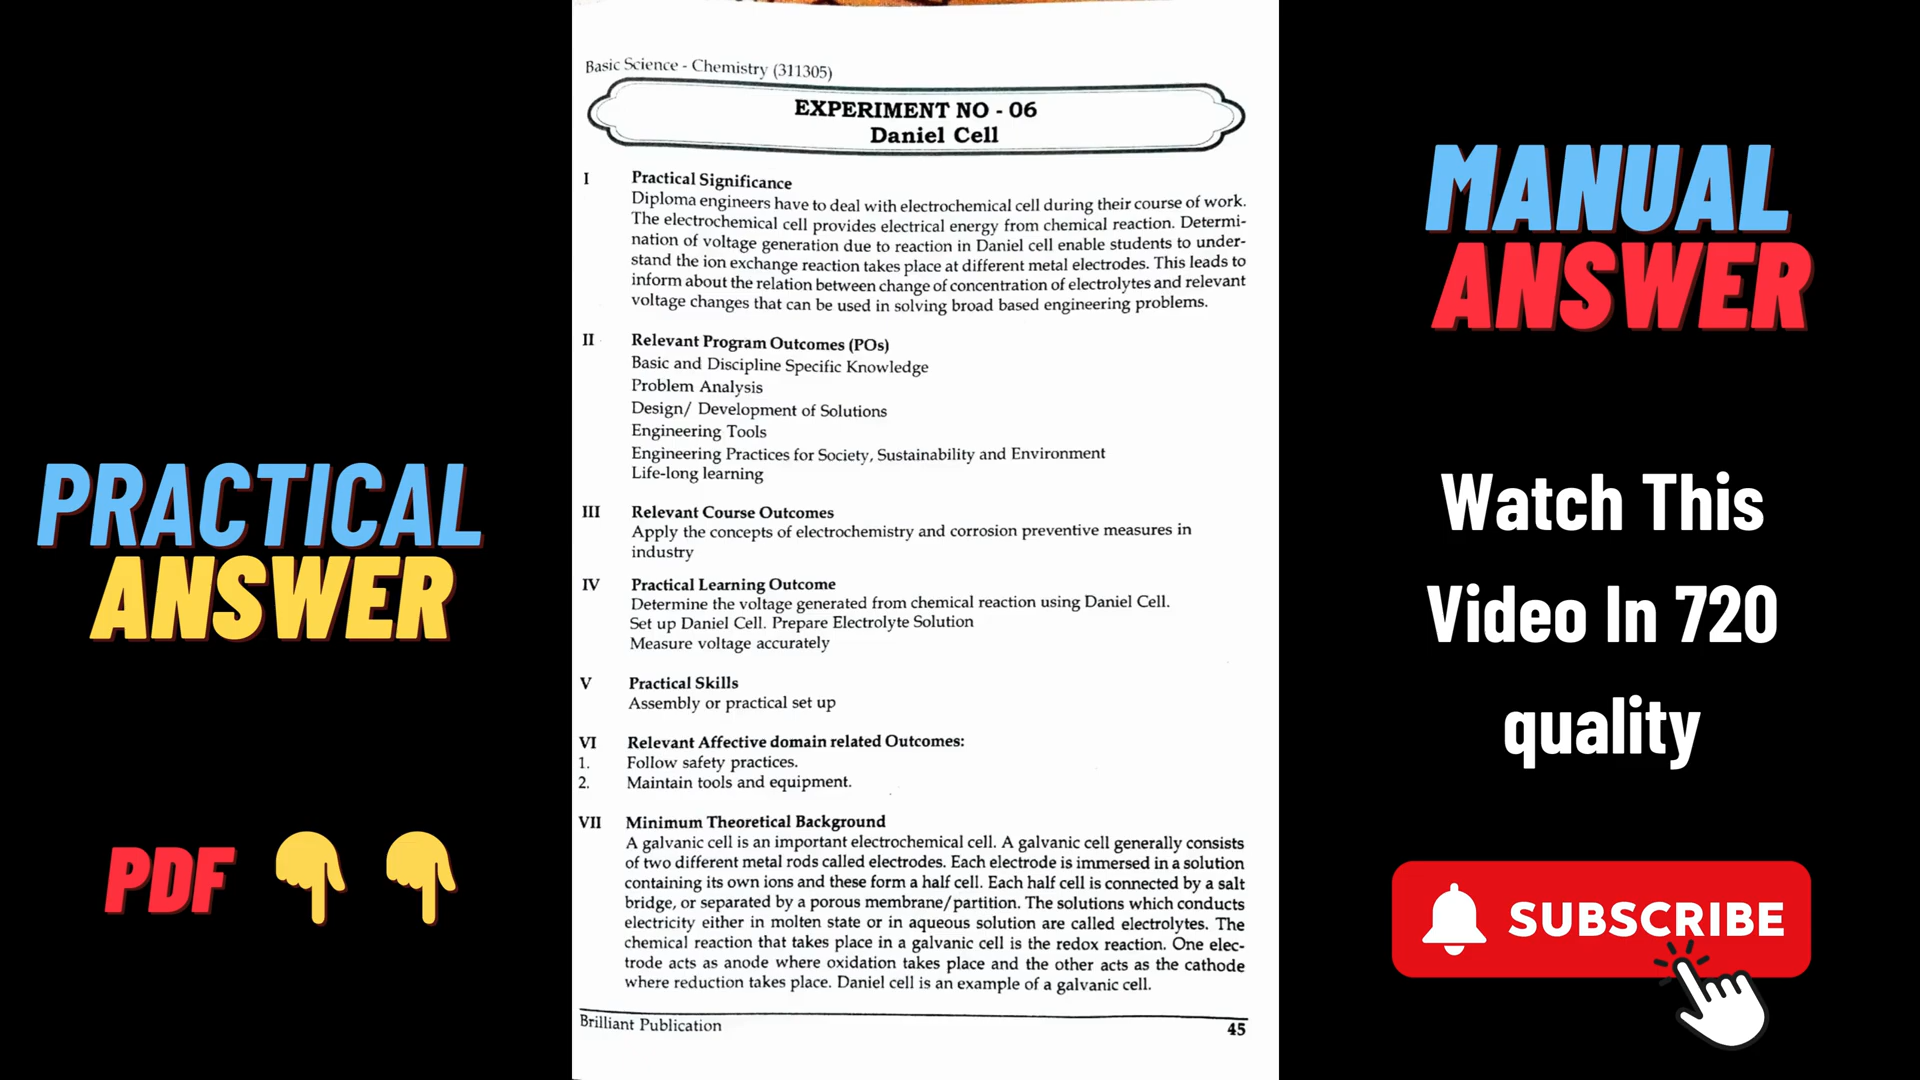 PRACTICAL
ANSWER
PDF
Basic Science - Chemistry (311305)
EXPERIMENT NO - 06
Daniel Cell
I Practical Significance
Diploma engineers have to deal with electrochemical cell during their course of work.
The electrochemical cell provides electrical energy from chemical reaction. Determi-
nation of voltage generation due to reaction in Daniel cell enable students to under-
stand the ion exchange reaction takes place at different metal electrodes. This leads to
inform about the relation between change of concentration of electrolytes and relevant
voltage changes that can be used in solving broad based engineering problems.
II Relevant Program Outcomes (POs)
Basic and Discipline Specific Knowledge
Problem Analysis
Design/ Development of Solutions
Engineering Tools
Engineering Practices for Society, Sustainability and Environment
Life-long learning
III Relevant Course Outcomes
Apply the concepts of electrochemistry and corrosion preventive measures in
industry
IV Practical Learning Outcome
Determine the voltage generated from chemical reaction using Daniel Cell.
Set up Daniel Cell. Prepare Electrolyte Solution
Measure voltage accurately
V Practical Skills
Assembly or practical set up
VI Relevant Affective domain related Outcomes:
1. Follow safety practices.
2. Maintain tools and equipment.
VII Minimum Theoretical Background
A galvanic cell is an important electrochemical cell. A galvanic cell generally consists
of two different metal rods called electrodes. Each electrode is immersed in a solution
containing its own ions and these form a half cell. Each half cell is connected by a salt
bridge, or separated by a porous membrane/partition. The solutions which conducts
electricity either in molten state or in aqueous solution are called electrolytes. The
chemical reaction that takes place in a galvanic cell is the redox reaction. One elec-
trode acts as anode where oxidation takes place and the other acts as the cathode
where reduction takes place. Daniel cell is an example of a galvanic cell.
Brilliant Publication 45
MANUAL
ANSWER
Watch This
Video In 720
quality
SUBSCRIBE